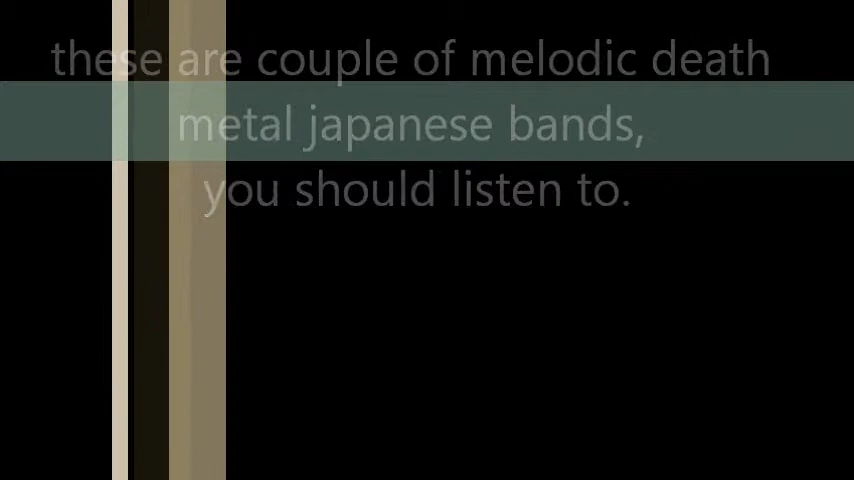 these are couple of melodic death
metal japanese bands,
you should listen to.